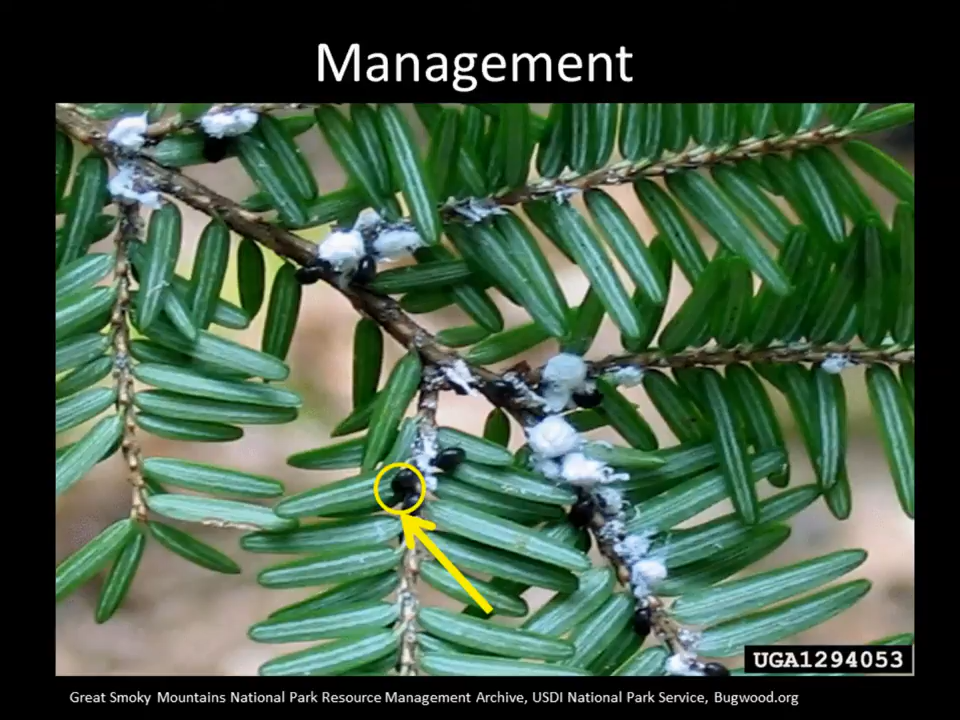 Management
UGA1294053
Great Smoky Mountains National Park Resource Management Archive, USDI National Park Service, Bugwood.org